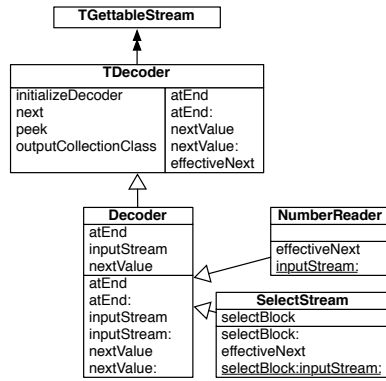 TGettableStream
TDecoder
initializeDecoder
next
peek
outputCollectionClass
atEnd
atEnd:
nextValue
nextValue:
effectiveNext
Decoder
atEnd
inputStream
nextValue
atEnd
atEnd:
inputStream
inputStream:
nextValue
nextValue:
NumberReader
effectiveNext
inputStream:
SelectStream
selectBlock
selectBlock:
effectiveNext
selectBlock:inputStream: